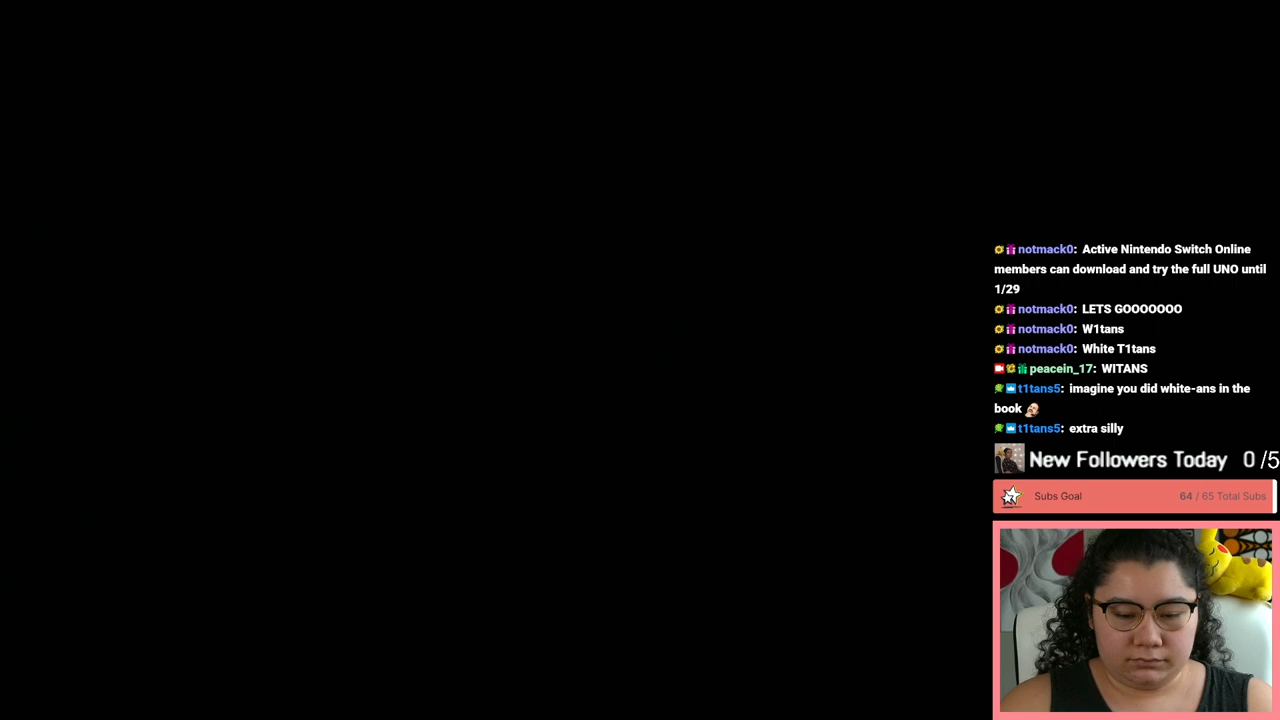 notmack0: Active Nintendo Switch Online
members can download and try the full UNO until
1/29
notmack0: LETS GOOOOOOO
notmack0: W1tans
notmack0: White T1tans
peacein_17: WITANS
t1tans5: imagine you did white-ans in the
book
t1tans5: extra silly
New Followers Today 0 /5
Subs Goal 64 / 65 Total Subs